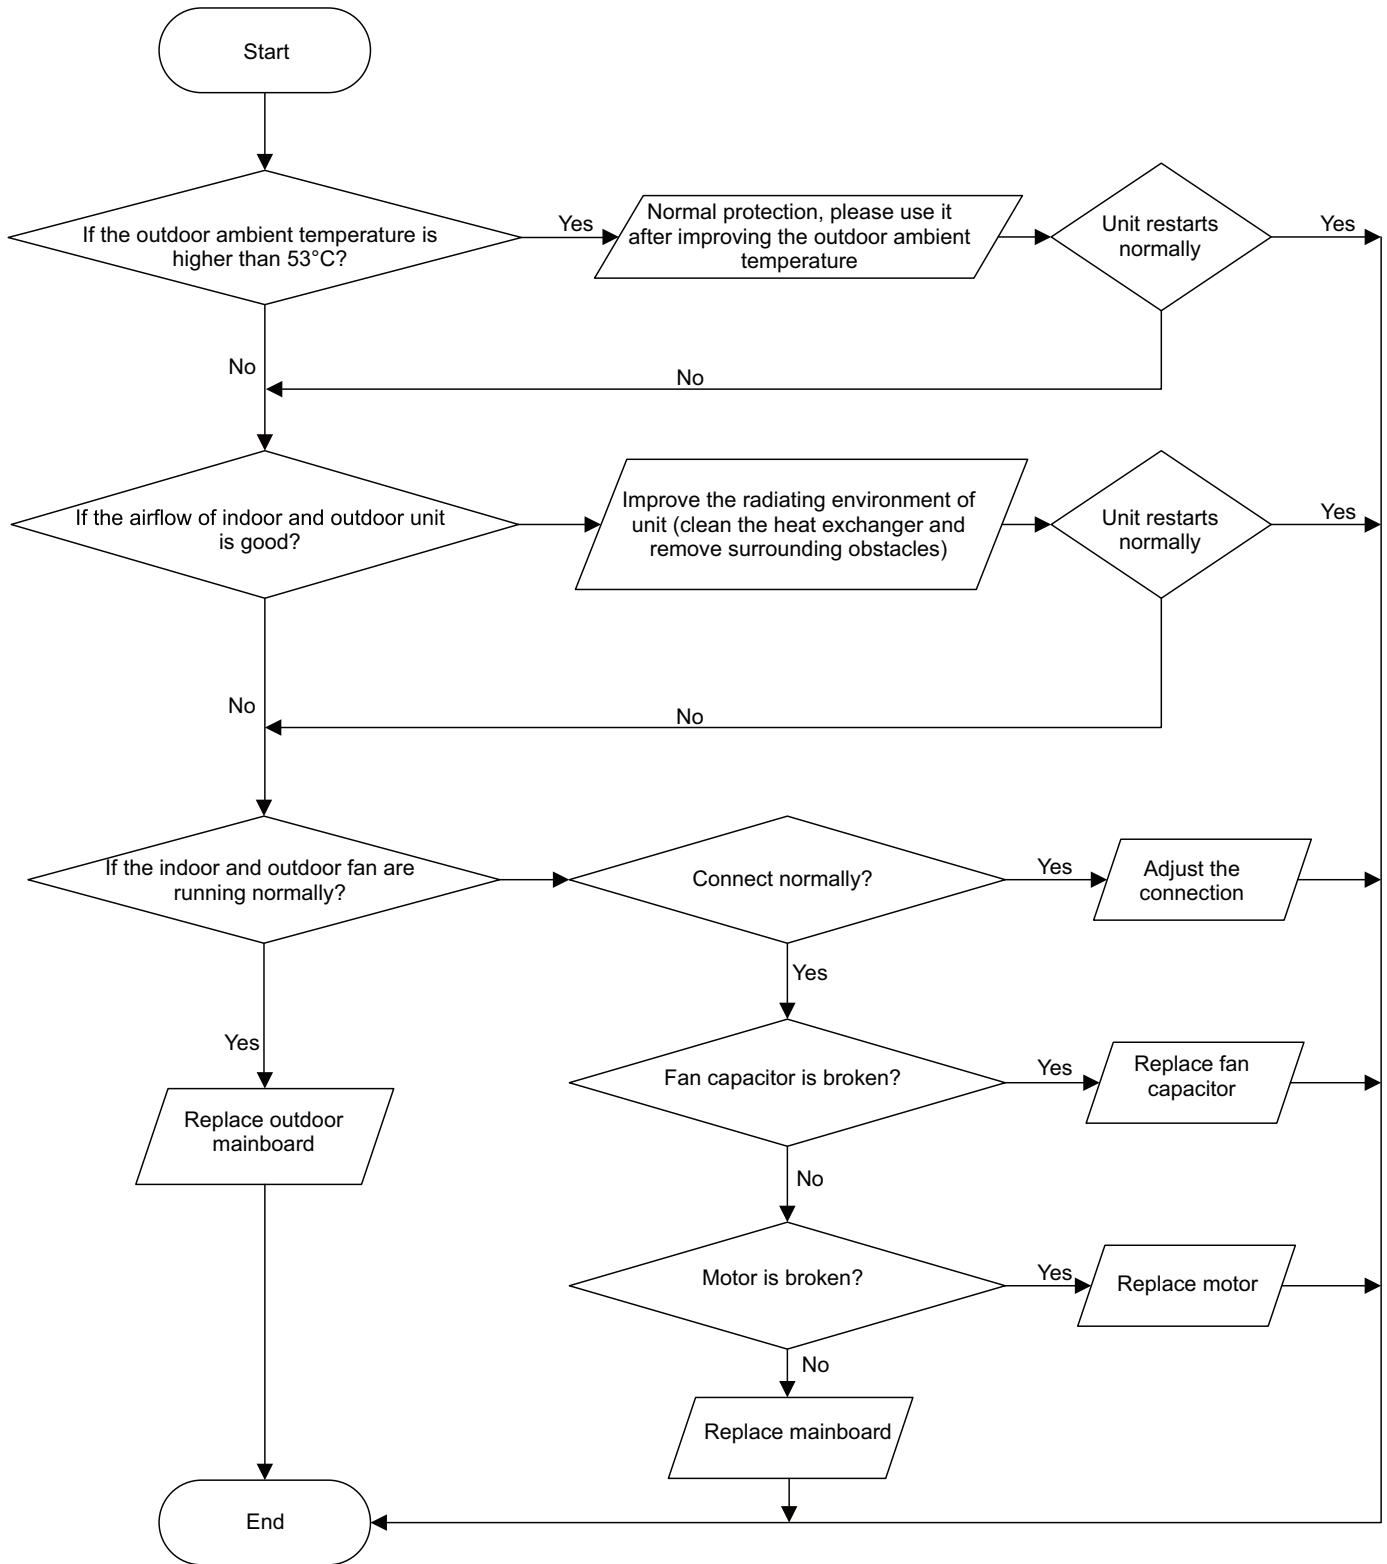 Start
If the outdoor ambient temperature is
higher than 53°C?
Yes
Normal protection, please use it
after improving the outdoor ambient
temperature
Unit restarts
normally
Yes
No
No
If the airflow of indoor and outdoor unit
is good?
Improve the radiating environment of
unit (clean the heat exchanger and
remove surrounding obstacles)
Unit restarts
normally
Yes
No
No
If the indoor and outdoor fan are
running normally?
Connect normally?
Yes
Adjust the
connection
Yes
Yes
Fan capacitor is broken?
Yes
Replace fan
capacitor
Replace outdoor
mainboard
No
Motor is broken?
Yes
Replace motor
No
Replace mainboard
End